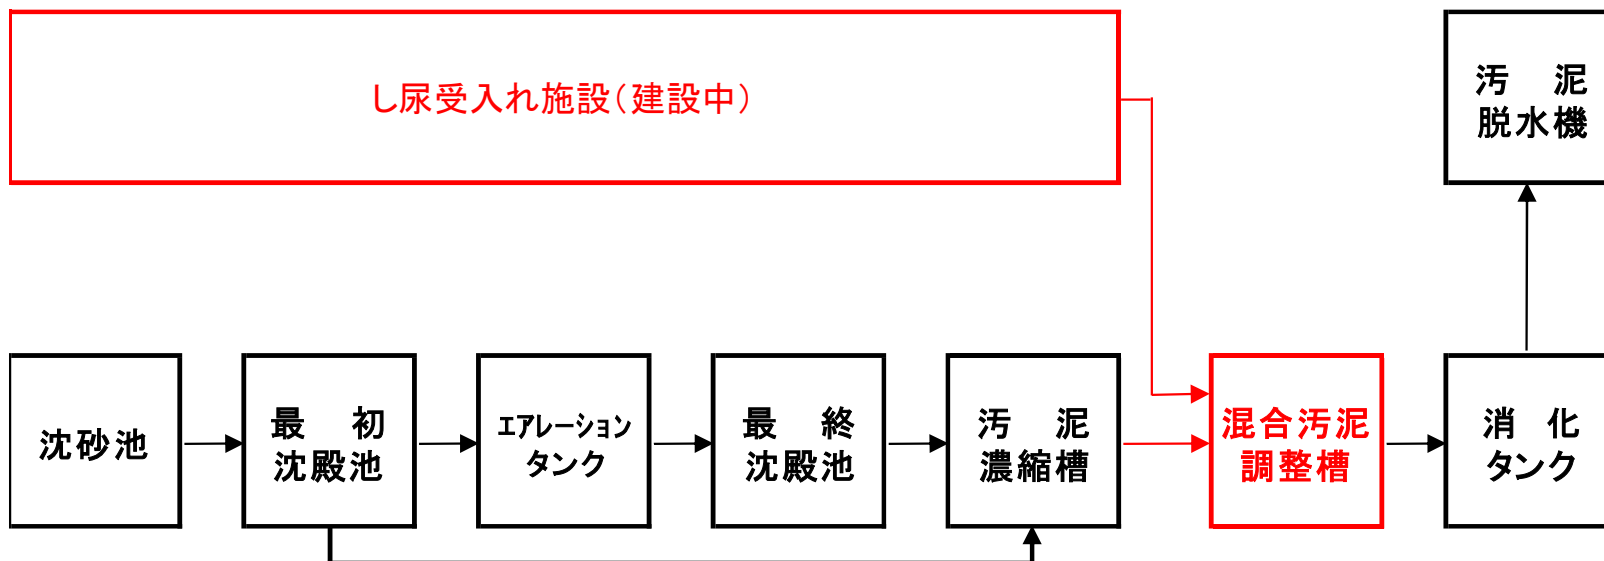 し尿受入れ施設（建設中）
汚　泥
脱水機
沈砂池
最　初
沈殿池
エアレーション
タンク
最　終
沈殿池
汚　泥
濃縮槽
混合汚泥
調整槽
消　化
タンク